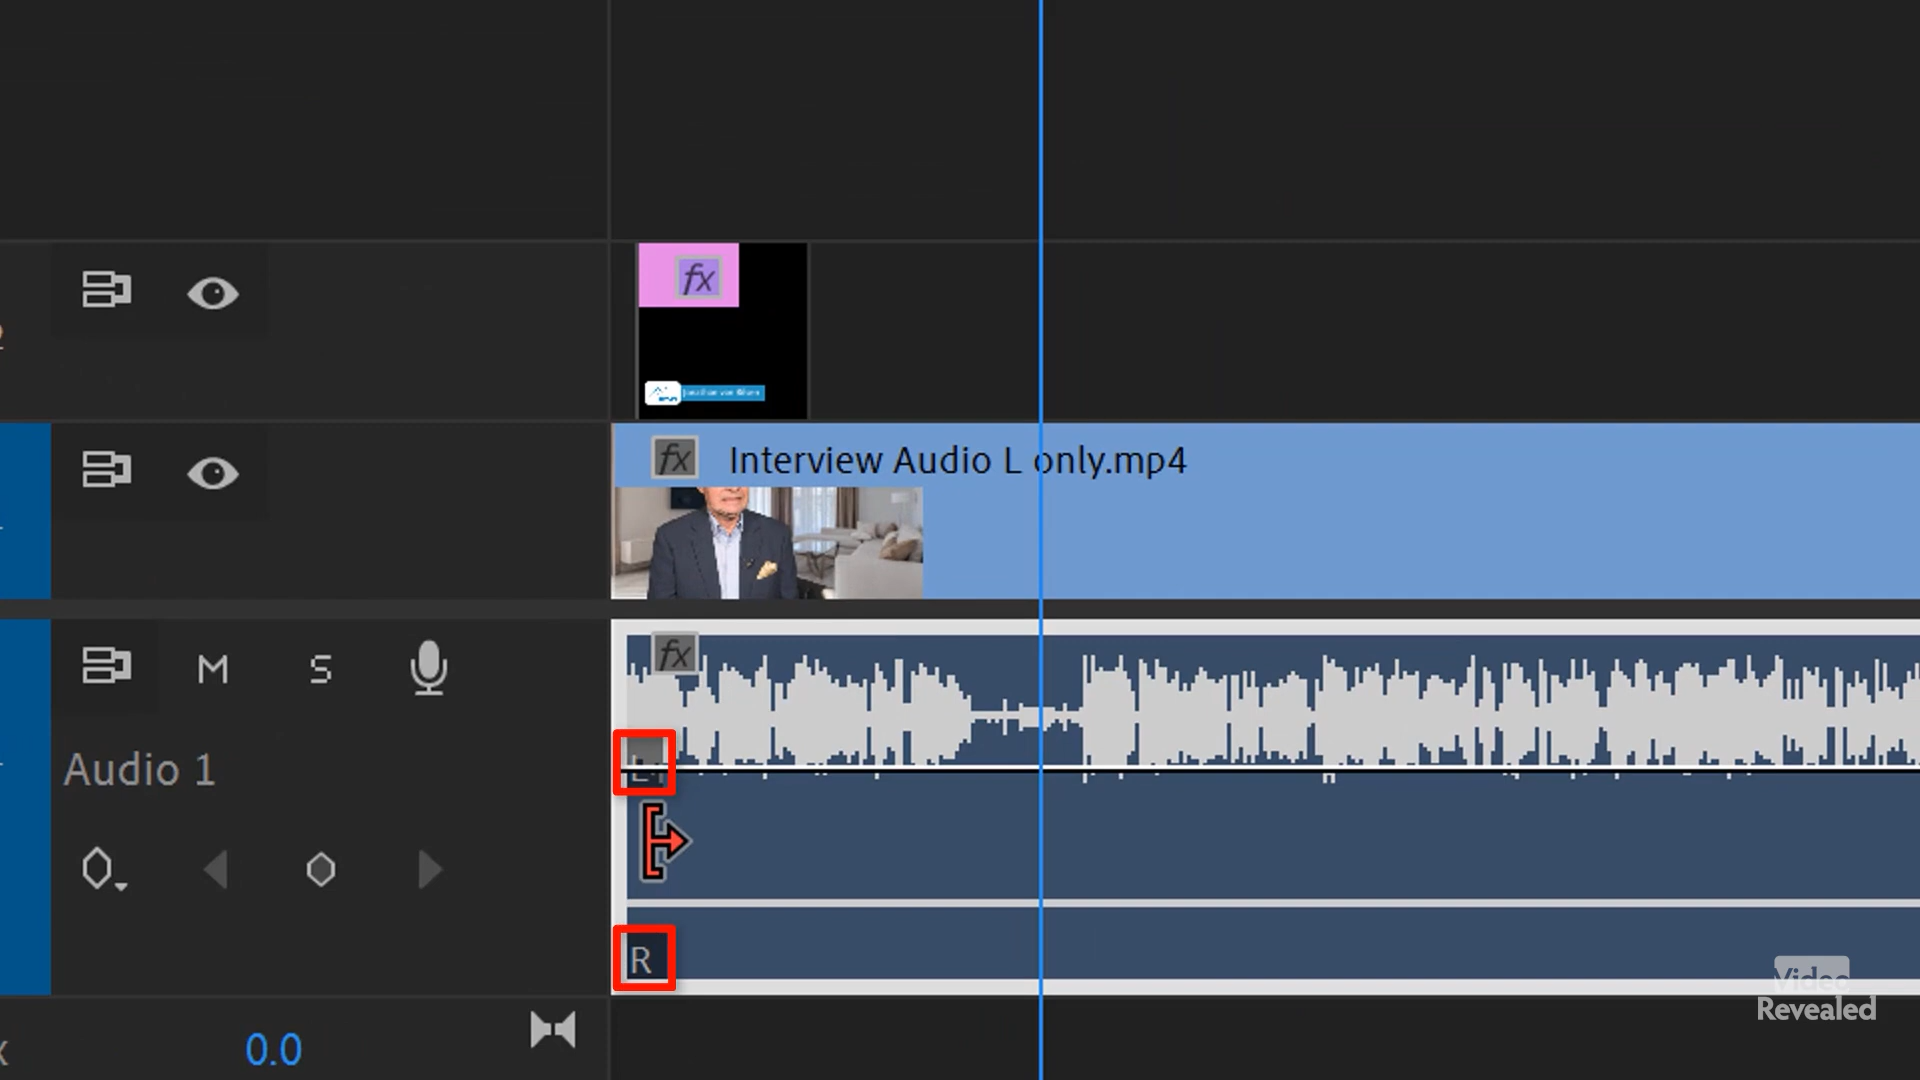 fx
fx Interview Audio L only.mp4
M S fx
L
Audio 1
R
Video
Revealed
0.0